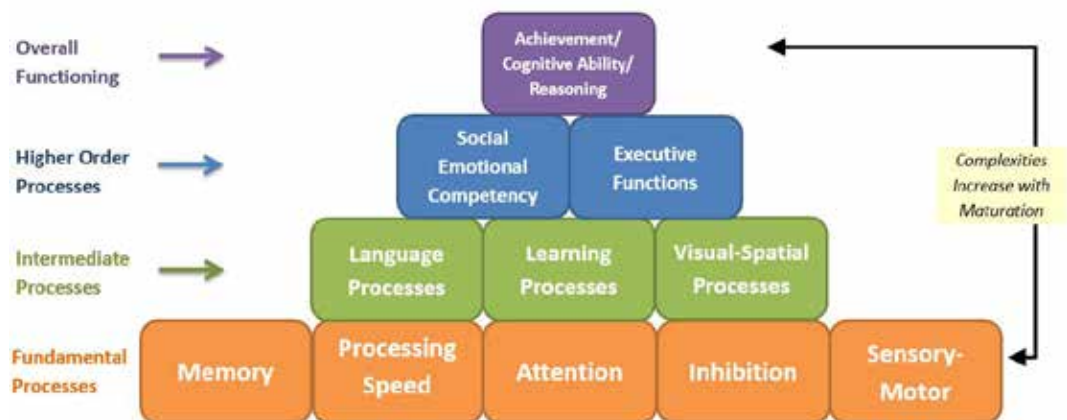 Overall
Functioning
Achievement/
Cognitive Ability/
Reasoning
Higher Order
Processes
Social
Emotional
Competency
Executive
Functions
Complexities
Increase with
Maturation
Intermediate
Processes
Language
Processes
Learning
Processes
Visual-Spatial
Processes
Fundamental
Processes
Memory
Processing
Speed
Attention
Inhibition
Sensory-
Motor